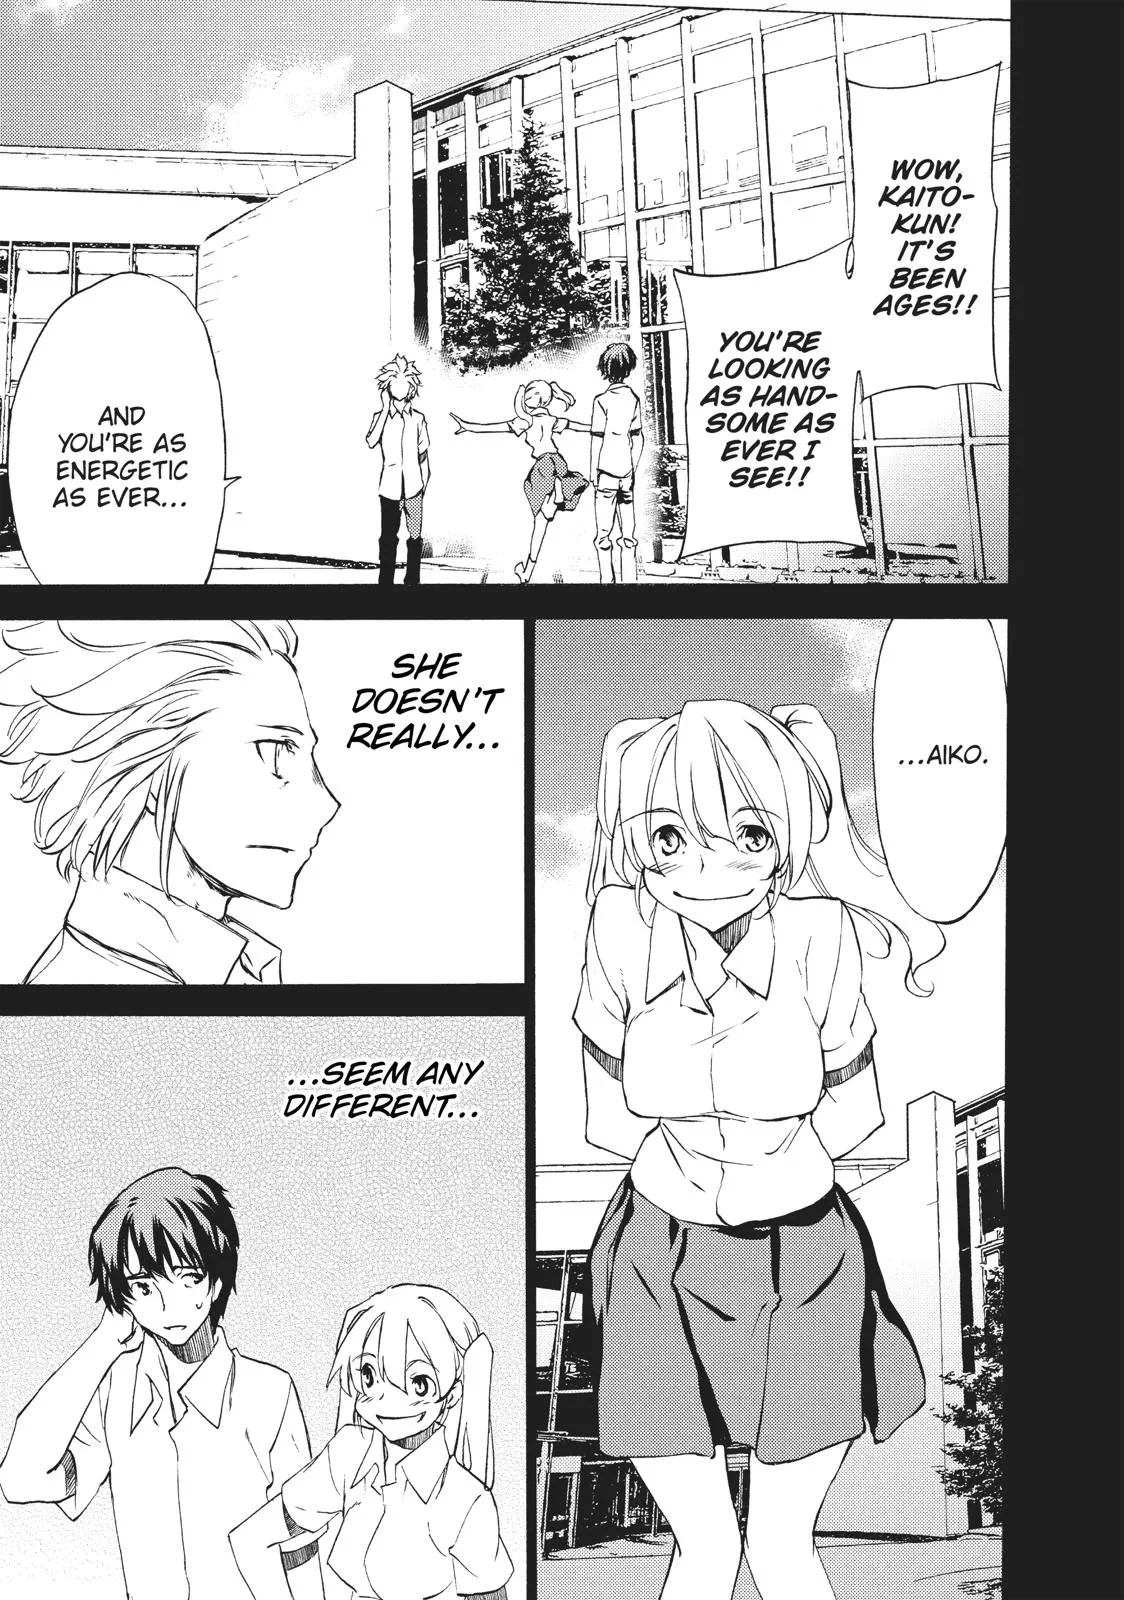 WOW,
KAITO-
KUN!
IT'S
BEEN
AGES!!
YOU'RE
LOOKING
AS HAND-
SOME AS
EVER I
SEE!!
AND
YOU'RE AS
ENERGETIC
AS EVER...
...AIKO.
SHE
DOESN'T
REALLY...
...SEEM ANY
DIFFERENT...